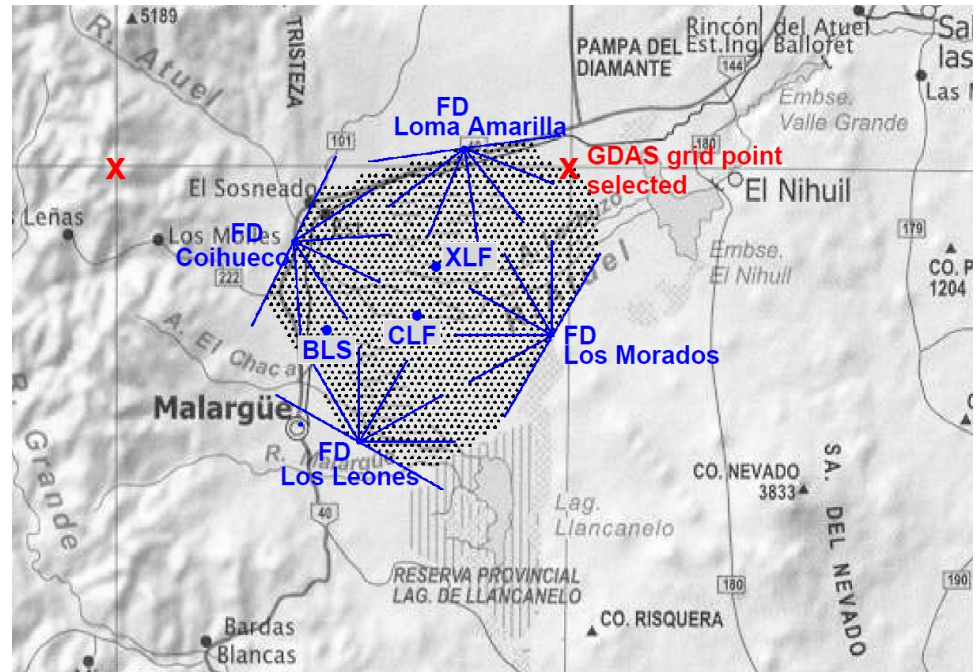 5189
R. Atuel
TRISTEZA
PAMPA DEL
DIAMANTE
Rincón del Atuel
Est.Ing. Balloffet
144
Embse.
Valle Grande
FD
Loma Amarilla
101
40
180
X
X
GDAS grid point
selected
El Nihuil
El Sosneado
Est.
Leñas
Los Molles
FD
Coihueco
222
XLF
179
Embse.
El Nihuil
CO. P
1204
BLS
CLF
FD
Los Morados
A. El Chacay
Malargüe
FD
Los Leones
R. Malargüe
R. Grande
40
Lag.
Llancanelo
CO. NEVADO
3833
SA. DEL NEVADO
RESERVA PROVINCIAL
LAG. DE LLANCANELO
180
190
CO. RISQUERA
Bardas
Blancas